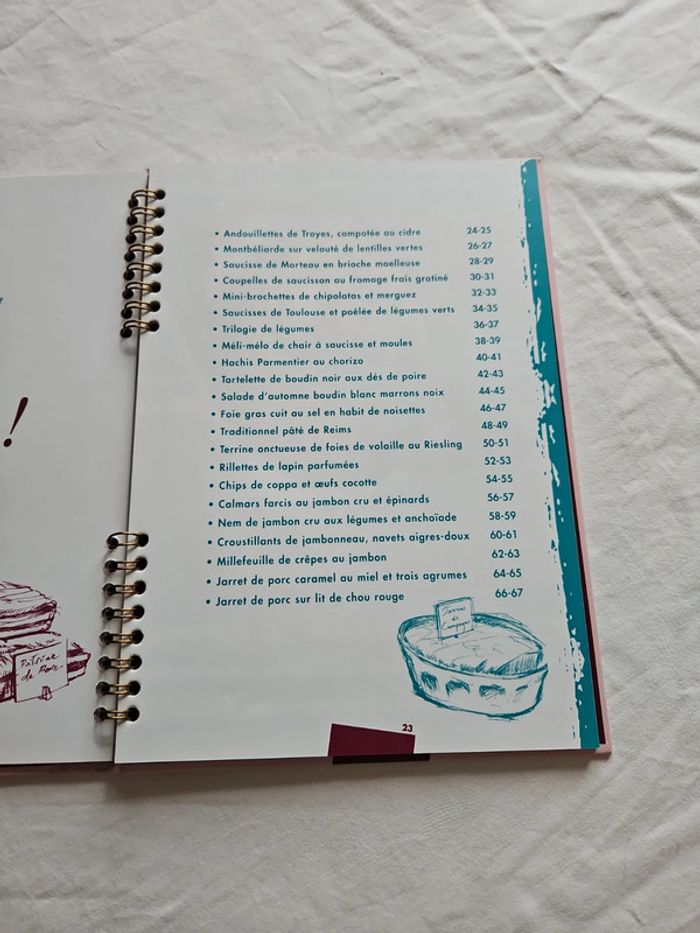 • Andouillettes de Troyes, compotée au cidre 24-25
• Montbéliarde sur velouté de lentilles vertes 26-27
• Saucisse de Morteau en brioche moelleuse 28-29
• Coupelles de saucisson au fromage frais gratiné 30-31
• Mini-brochettes de chipolatas et merguez 32-33
• Saucisses de Toulouse et poêlée de légumes verts 34-35
• Trilogie de légumes 36-37
• Méli-mélo de chair à saucisse et moules 38-39
• Hachis Parmentier au chorizo 40-41
• Tartelette de boudin noir aux dés de poire 42-43
• Salade d'automne boudin blanc marrons noix 44-45
• Foie gras cuit au sel en habit de noisettes 46-47
• Traditionnel pâté de Reims 48-49
• Terrine onctueuse de foies de volaille au Riesling 50-51
• Rillettes de lapin parfumées 52-53
• Chips de coppa et œufs cocotte 54-55
• Calmars farcis au jambon cru et épinards 56-57
• Nem de jambon cru aux légumes et anchoïade 58-59
• Croustillants de jambonneau, navets aigres-doux 60-61
• Millefeuille de crêpes au jambon 62-63
• Jarret de porc caramel au miel et trois agrumes 64-65
• Jarret de porc sur lit de chou rouge 66-67
Terrine
de
Campagne
!
23